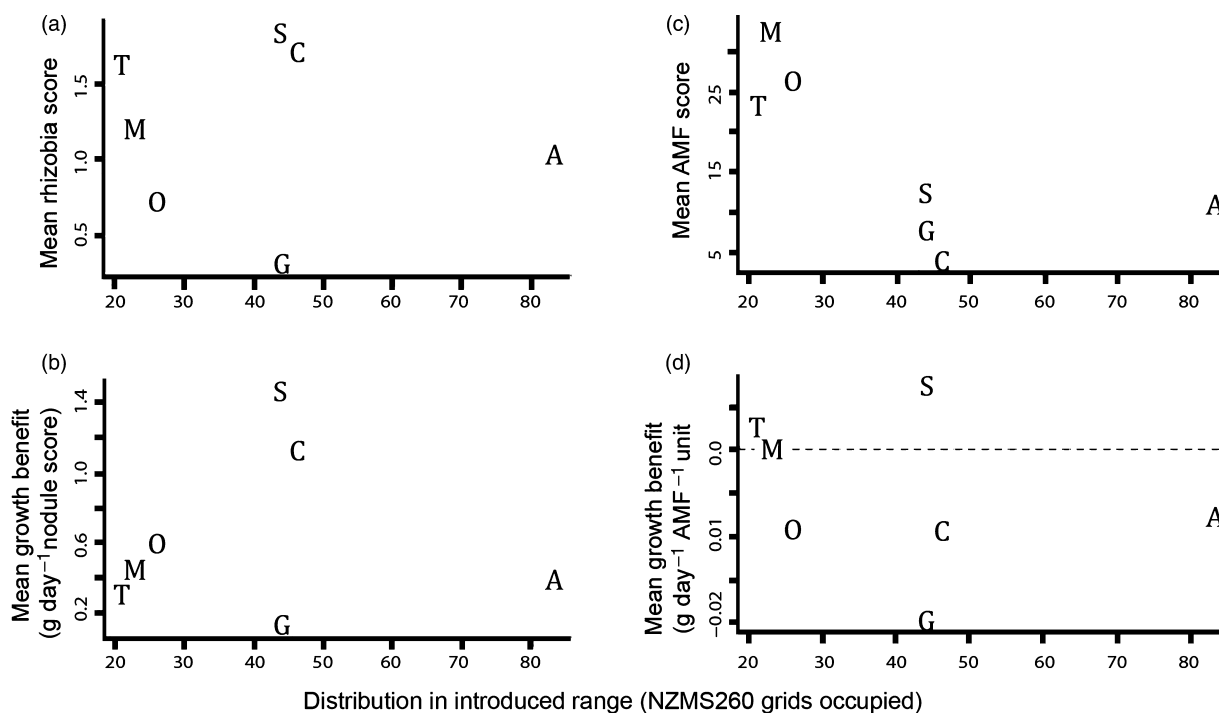 (a)
Mean rhizobia score
1.5
1.0
0.5
T
M
O
S
C
G
A
20 30 40 50 60 70 80
(c)
Mean AMF score
25
15
5
M
O
T
S
G
C
A
20 30 40 50 60 70 80
(b)
Mean growth benefit
(g day⁻¹ nodule score)
1.4
1.0
0.6
0.2
S
C
O
M
T
G
A
20 30 40 50 60 70 80
(d)
Mean growth benefit
(g day⁻¹ AMF⁻¹ unit
0.0
0.01
−0.02
S
T
M
O
C
A
G
20 30 40 50 60 70 80
Distribution in introduced range (NZMS260 grids occupied)